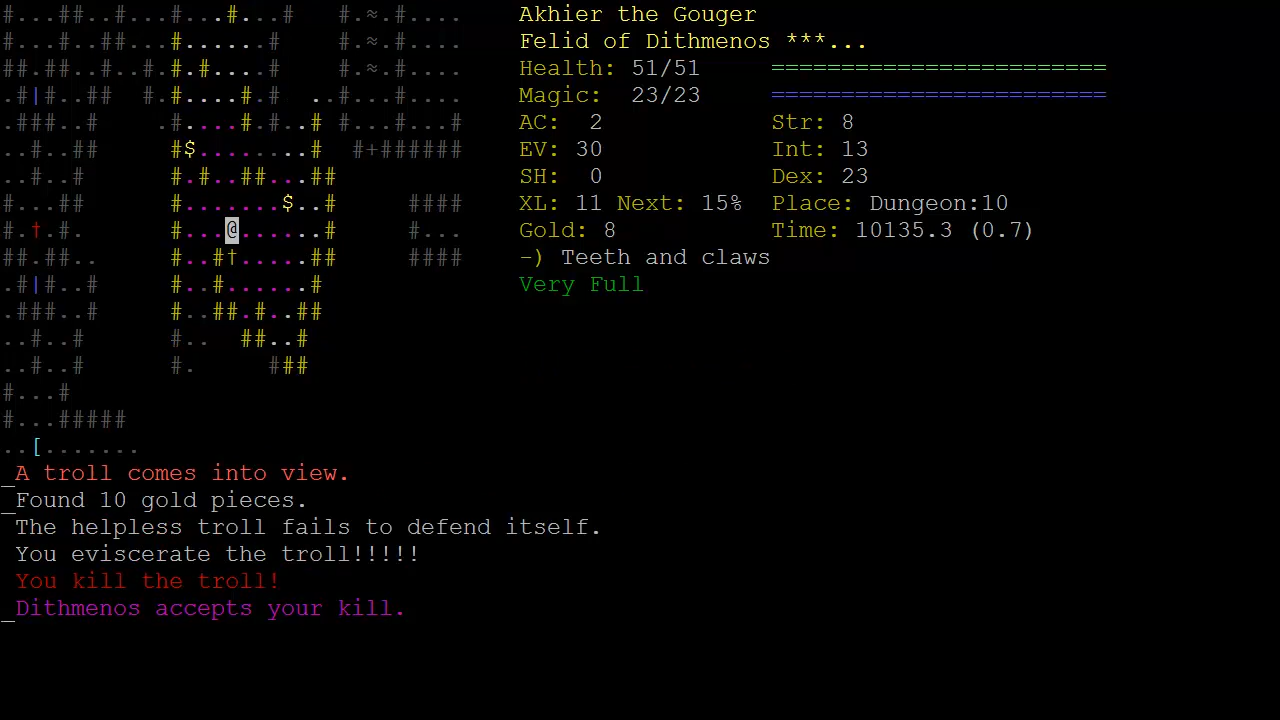 Akhier the Gouger
Felid of Dithmenos ***...
Health: 51/51 ========================
Magic: 23/23 ========================
AC: 2 Str: 8
EV: 30 Int: 13
SH: 0 Dex: 23
XL: 11 Next: 15% Place: Dungeon:10
Gold: 8 Time: 10135.3 (0.7)
-) Teeth and claws
Very Full
_A troll comes into view.
_Found 10 gold pieces.
The helpless troll fails to defend itself.
You eviscerate the troll!!!!!
You kill the troll!
_Dithmenos accepts your kill.